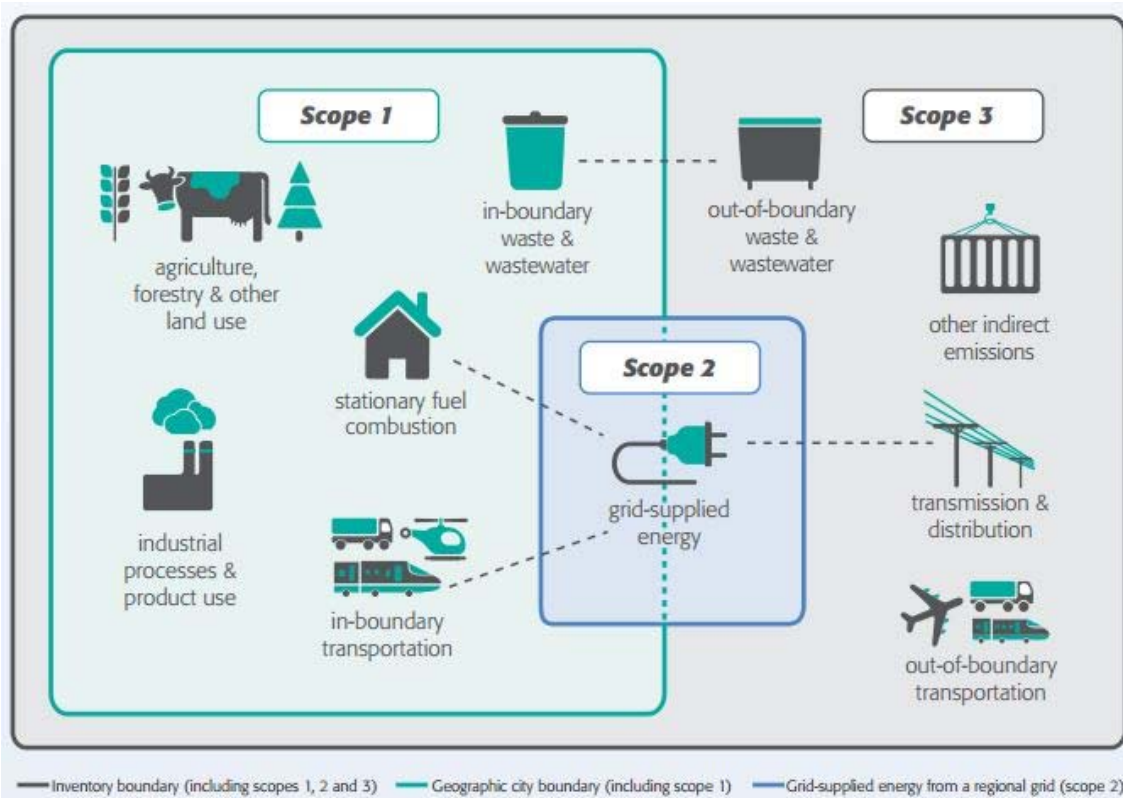 Scope 1
Scope 3
in-boundary
waste &
wastewater
out-of-boundary
waste &
wastewater
agriculture,
forestry & other
land use
other indirect
emissions
Scope 2
stationary fuel
combustion
grid-supplied
energy
transmission &
distribution
industrial
processes &
product use
in-boundary
transportation
out-of-boundary
transportation
Inventory boundary (including scopes 1, 2 and 3)
Geographic city boundary (including scope 1)
Grid-supplied energy from a regional grid (scope 2)